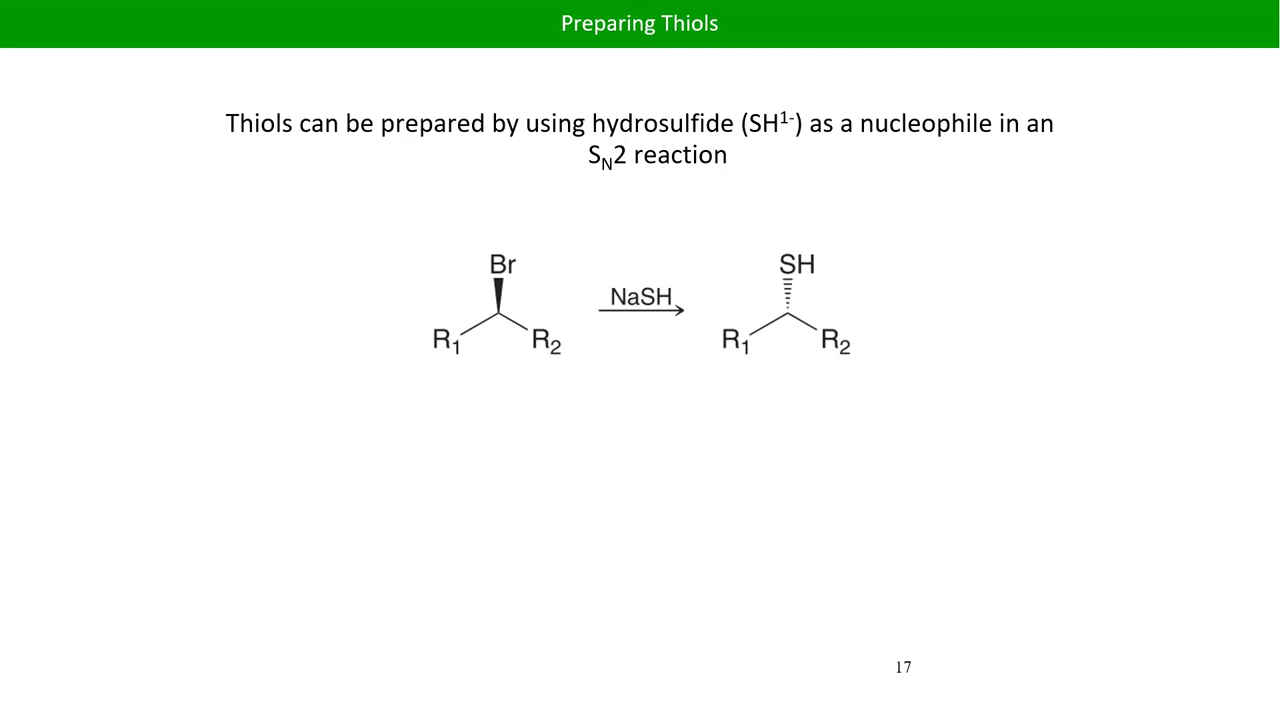 Preparing Thiols
Thiols can be prepared by using hydrosulfide (SH¹⁻) as a nucleophile in an
Sₙ2 reaction
Br
NaSH
SH
R₁
R₂
R₁
R₂
17